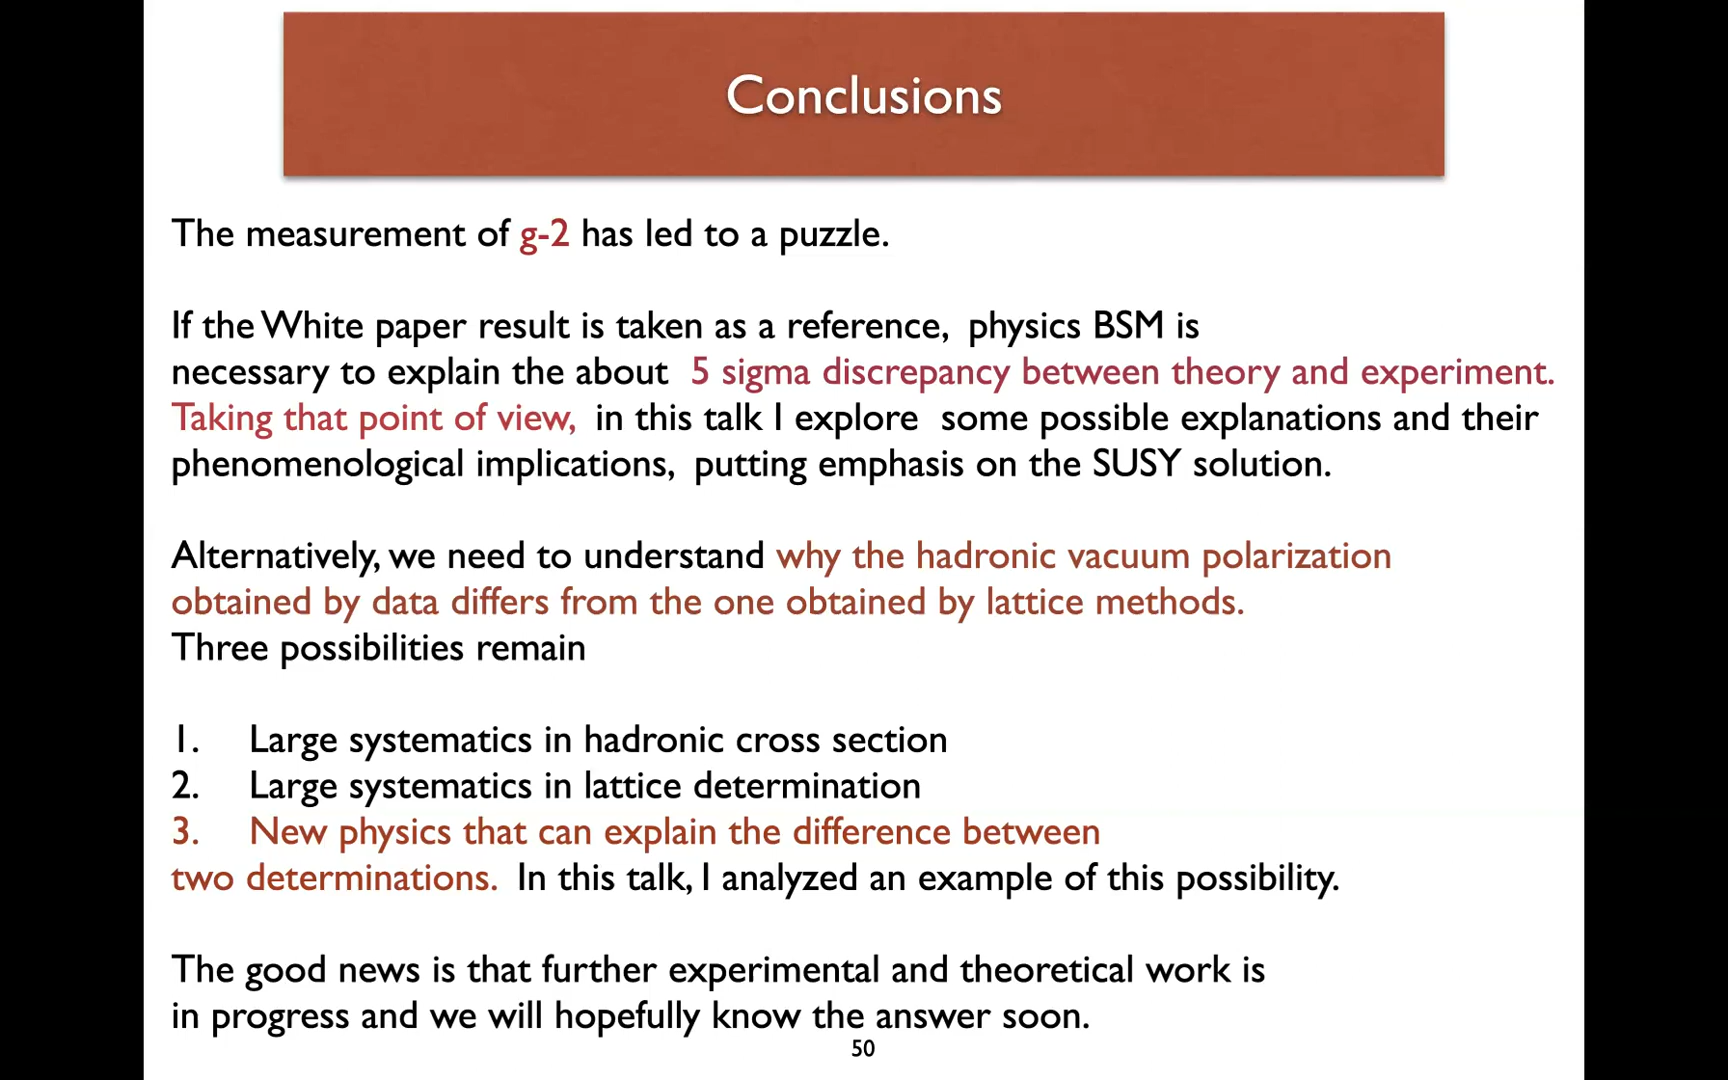 Conclusions
The measurement of g-2 has led to a puzzle.
If the White paper result is taken as a reference, physics BSM is
necessary to explain the about 5 sigma discrepancy between theory and experiment.
Taking that point of view, in this talk I explore some possible explanations and their
phenomenological implications, putting emphasis on the SUSY solution.
Alternatively, we need to understand why the hadronic vacuum polarization
obtained by data differs from the one obtained by lattice methods.
Three possibilities remain
1. Large systematics in hadronic cross section
2. Large systematics in lattice determination
3. New physics that can explain the difference between
two determinations. In this talk, I analyzed an example of this possibility.
The good news is that further experimental and theoretical work is
in progress and we will hopefully know the answer soon.
50